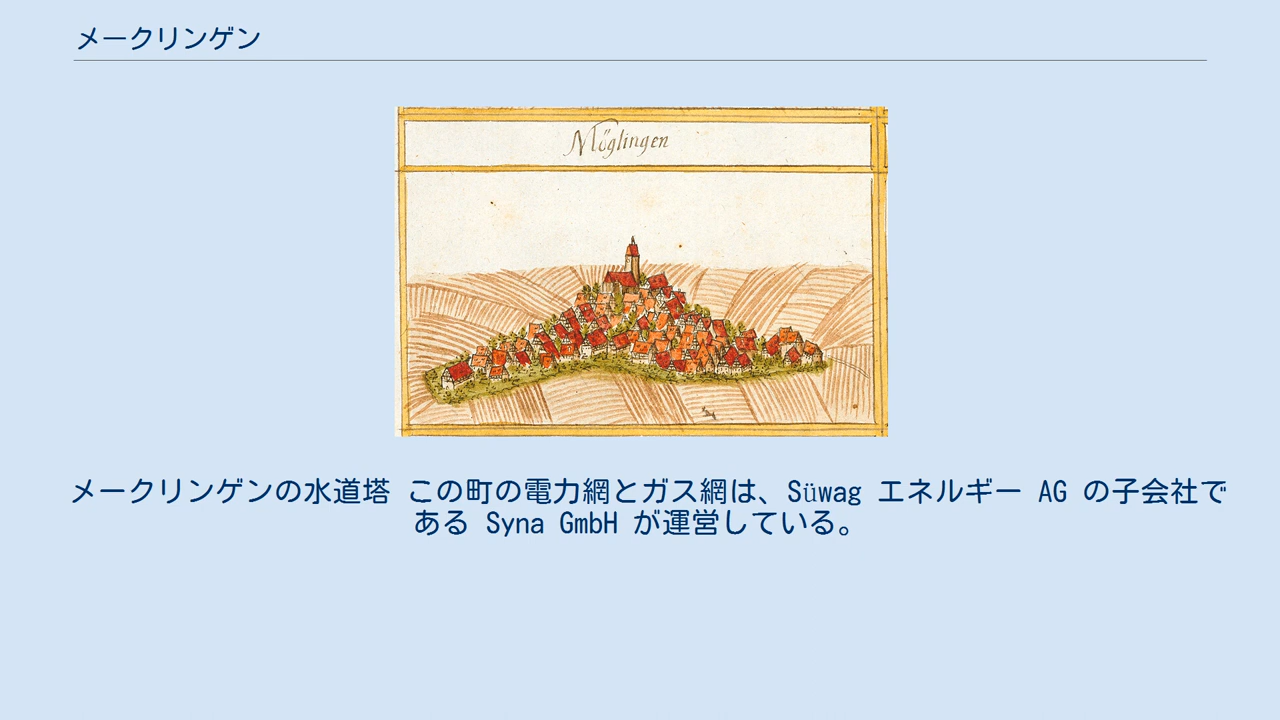 メークリンゲン
Möglingen
メークリンゲンの水道塔 この町の電力網とガス網は、Süwag エネルギー AG の子会社で
ある Syna GmbH が運営している。